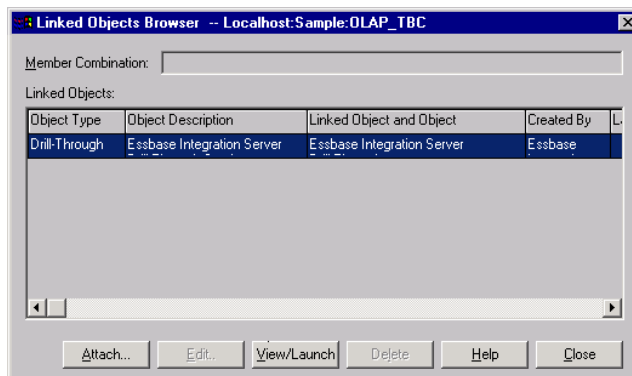 Linked Objects Browser -- Localhost:Sample:OLAP_TBC
Member Combination:
Linked Objects:
Object Type Object Description Linked Object and Object Created By
Drill-Through Essbase Integration Server Essbase Integration Server Essbase
Attach... Edit.. View/Launch Delete Help Close